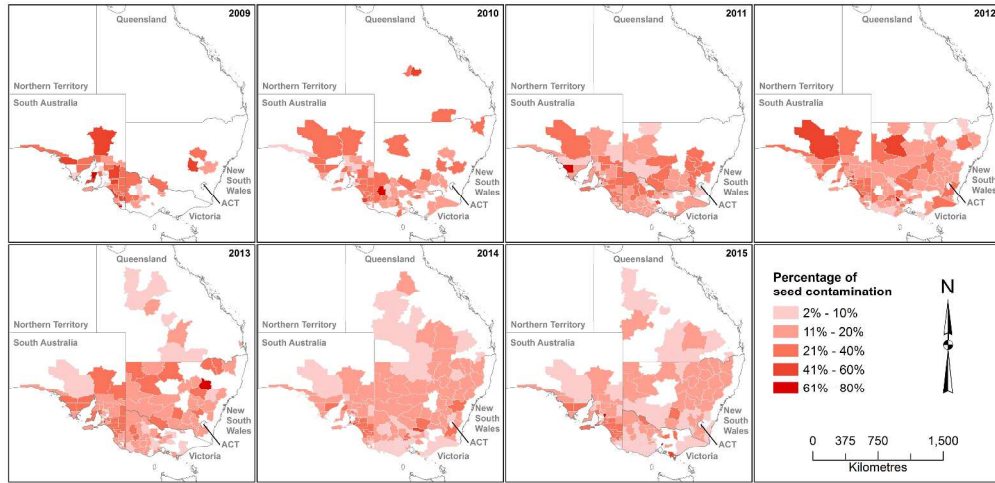 2009
Queensland
Northern Territory
South Australia
New
South
Wales
ACT
Victoria
2010
Queensland
Northern Territory
South Australia
New
South
Wales
ACT
Victoria
2011
Queensland
Northern Territory
South Australia
New
South
Wales
ACT
Victoria
2012
Queensland
Northern Territory
South Australia
New
South
Wales
ACT
Victoria
2013
Queensland
Northern Territory
South Australia
New
South
Wales
ACT
Victoria
2014
Queensland
Northern Territory
South Australia
New
South
Wales
ACT
Victoria
2015
Queensland
Northern Territory
South Australia
New
South
Wales
ACT
Victoria
Percentage of
seed contamination
2% - 10%
11% - 20%
21% - 40%
41% - 60%
61% 80%
N
0 375 750 1,500
Kilometres